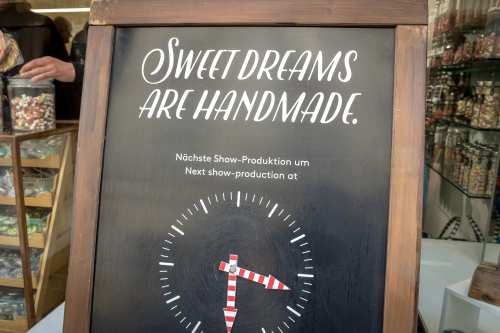 SWEET DREAMS
ARE HANDMADE.
Nächste Show-Produktion um
Next show-production at